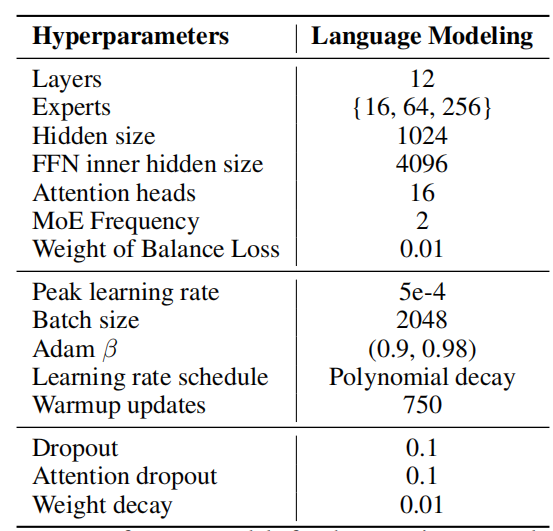 Hyperparameters Language Modeling
Layers 12
Experts {16, 64, 256}
Hidden size 1024
FFN inner hidden size 4096
Attention heads 16
MoE Frequency 2
Weight of Balance Loss 0.01
Peak learning rate 5e-4
Batch size 2048
Adam β (0.9, 0.98)
Learning rate schedule Polynomial decay
Warmup updates 750
Dropout 0.1
Attention dropout 0.1
Weight decay 0.01